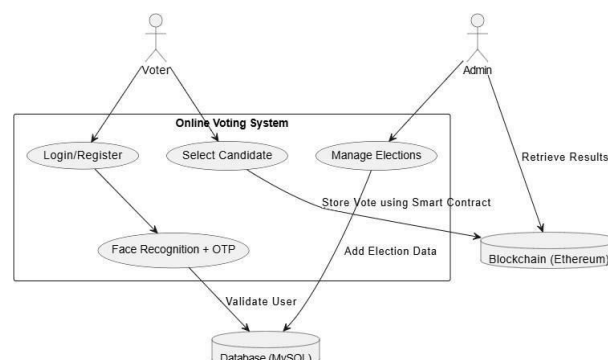 Voter
Admin
Online Voting System
Login/Register
Select Candidate
Manage Elections
Retrieve Results
Store Vote using Smart Contract
Face Recognition + OTP
Add Election Data
Blockchain (Ethereum)
Validate User
Database (MySQL)